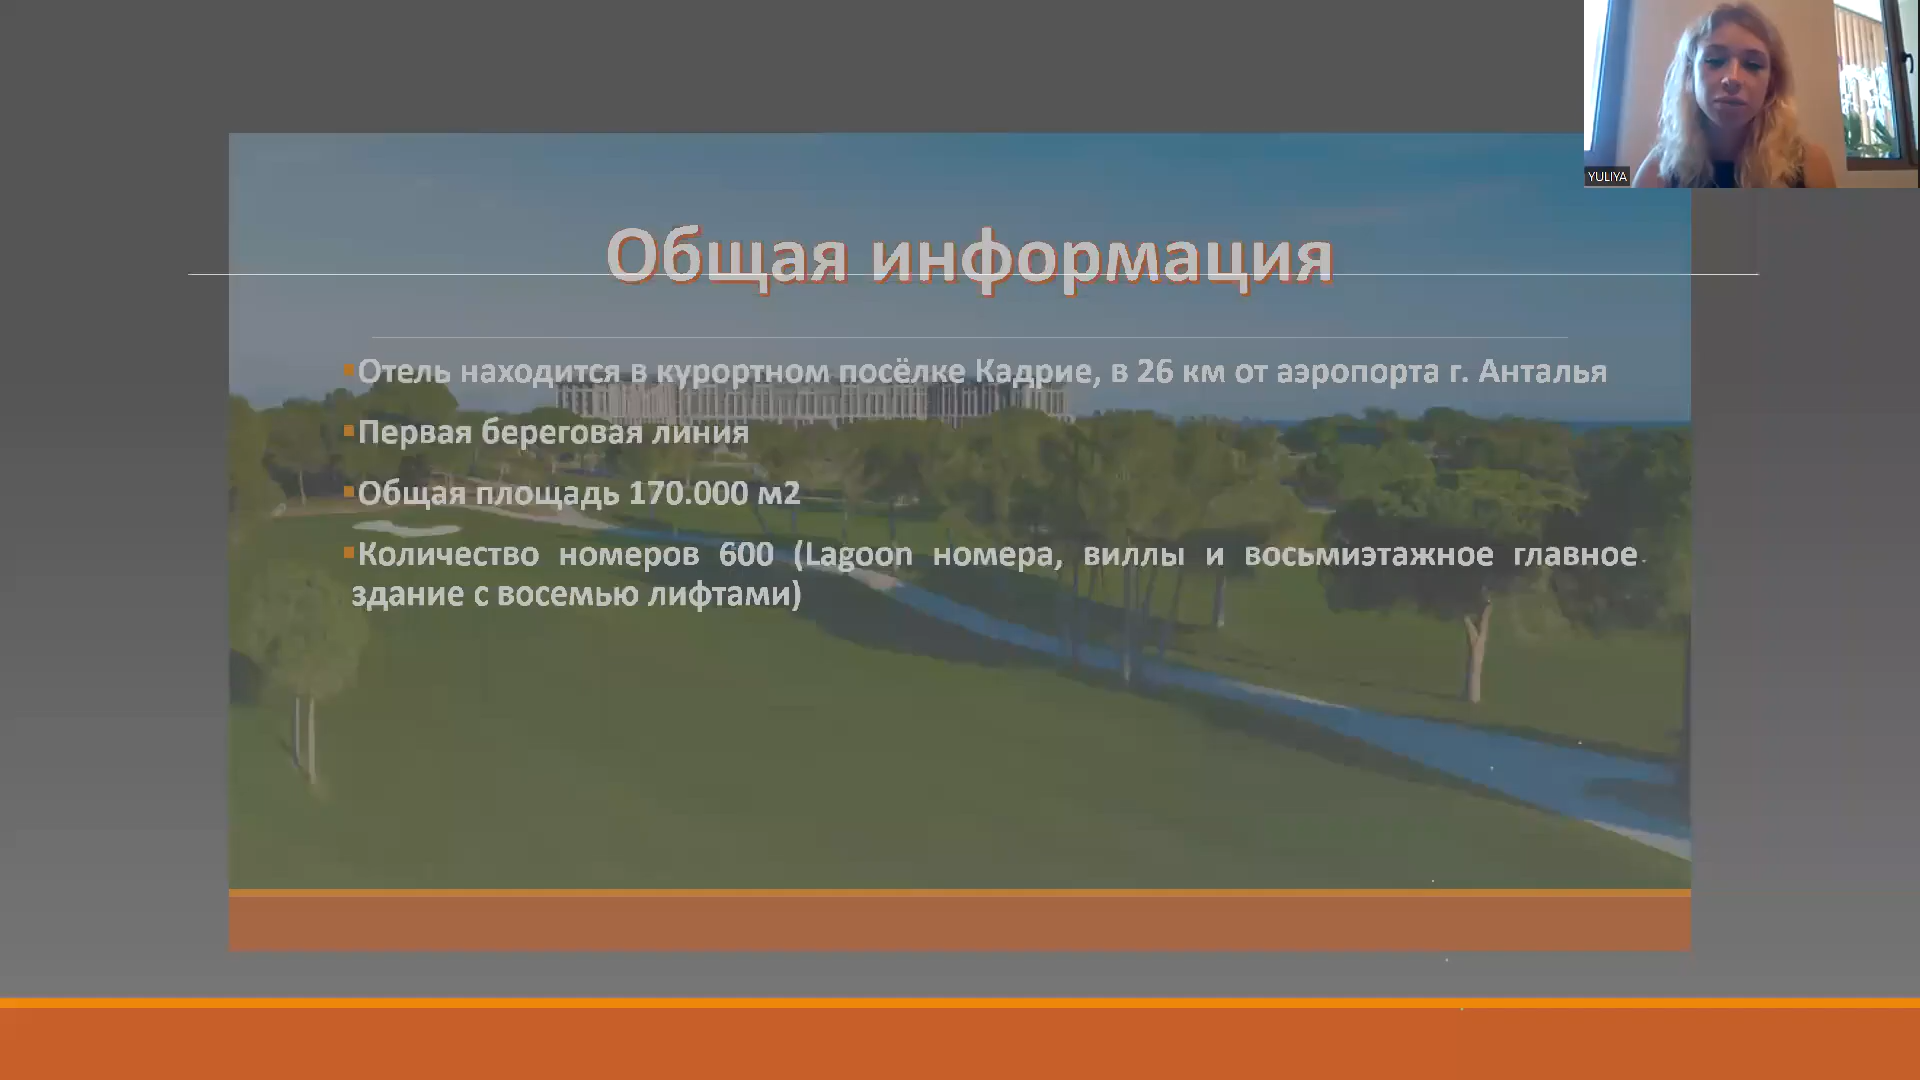 YULIYA
Общая информация
Отель находится в курортном посёлке Кадрие, в 26 км от аэропорта г. Анталья
Первая береговая линия
Общая площадь 170.000 м2
Количество номеров 600 (Lagoon номера, виллы и восьмиэтажное главное
здание с восемью лифтами)